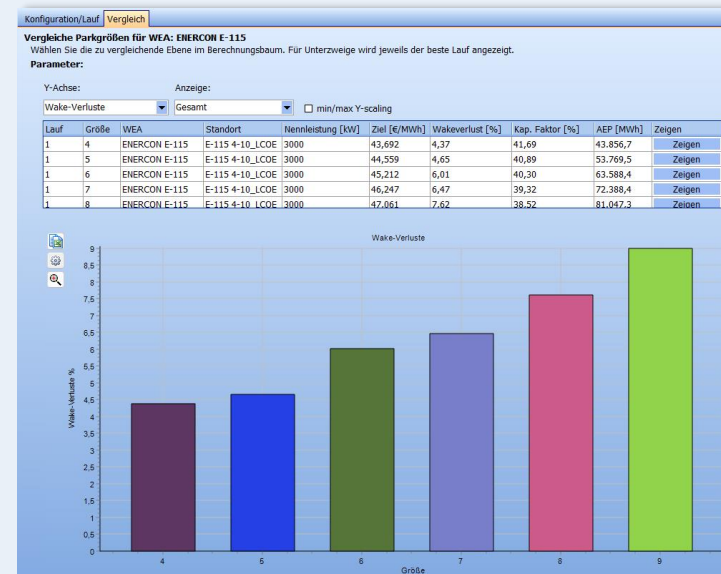 Konfiguration/Lauf Vergleich
Vergleiche Parkgrößen für WEA: ENERCON E-115
Wählen Sie die zu vergleichende Ebene im Berechnungsbaum. Für Unterzweige wird jeweils der beste Lauf angezeigt.
Parameter:
Y-Achse: Anzeige:
Wake-Verluste Gesamt min/max Y-scaling
Lauf Größe WEA Standort Nennleistung [kW] Ziel [€/MWh] Wakeverlust [%] Kap. Faktor [%] AEP [MWh] Zeigen
1 4 ENERCON E-115 E-115 4-10_LCOE 3000 43,692 4,37 41,69 43.856,7 Zeigen
1 5 ENERCON E-115 E-115 4-10_LCOE 3000 44,559 4,65 40,89 53.769,5 Zeigen
1 6 ENERCON E-115 E-115 4-10_LCOE 3000 45,212 6,01 40,30 63.588,4 Zeigen
1 7 ENERCON E-115 E-115 4-10_LCOE 3000 46,247 6,47 39,32 72.388,4 Zeigen
1 8 ENERCON E-115 E-115 4-10_LCOE 3000 47,061 7,62 38,52 81.047,3 Zeigen
Wake-Verluste
9
8,5
8
7,5
7
6,5
6
5,5
5
4,5
4
3,5
3
2,5
2
1,5
1
0,5
0
Wake-Verluste %
4 5 6 7 8 9
Größe